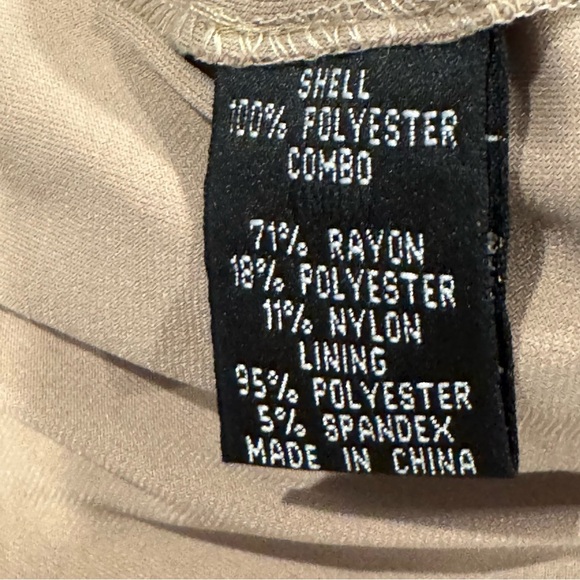 SHELL
100% POLYESTER
COMBO
71% RAYON
18% POLYESTER
11% NYLON
LINING
95% POLYESTER
5% SPANDEX
MADE IN CHINA